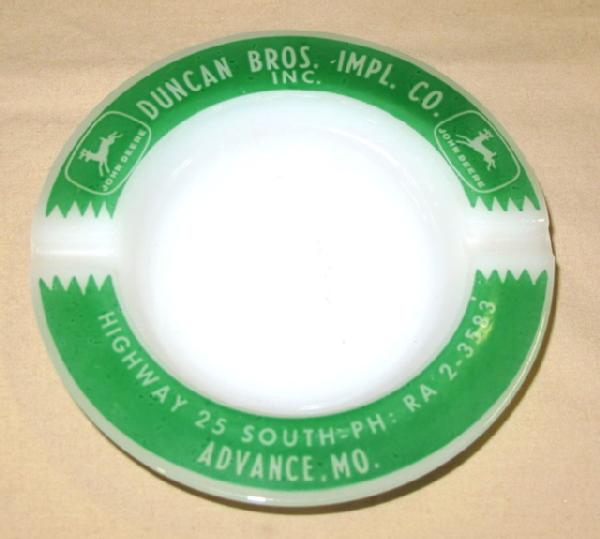 DUNCAN BROS. IMPL. CO.
INC.
JOHN DEERE
JOHN DEERE
HIGHWAY 25 SOUTH-PH: RA 2-3583
ADVANCE, MO.